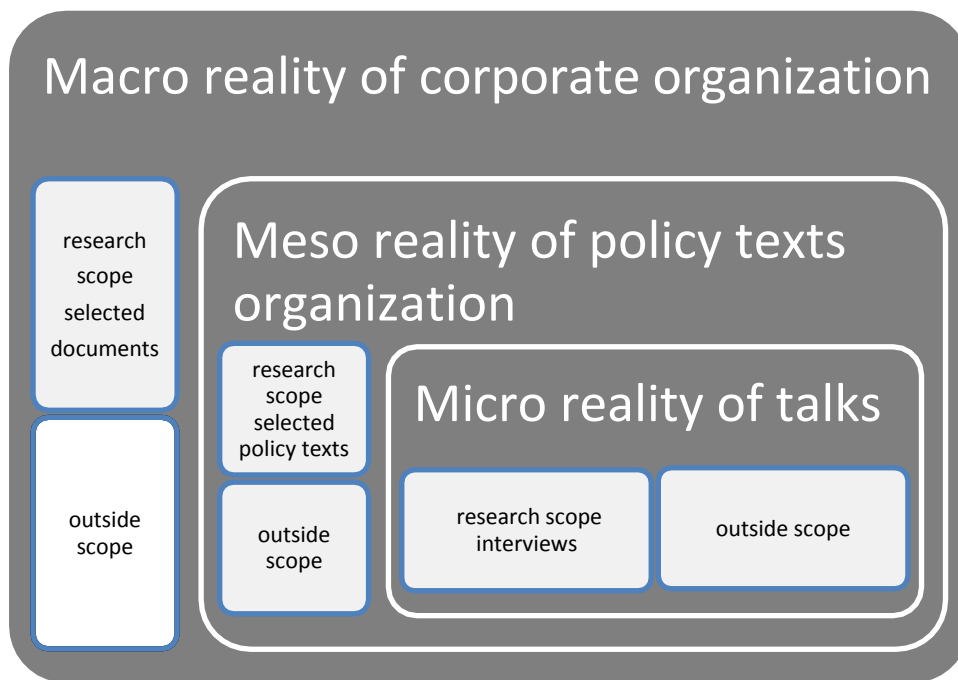 Macro reality of corporate organization
research
scope
selected
documents
outside
scope
Meso reality of policy texts
organization
research
scope
selected
policy texts
outside
scope
Micro reality of talks
research scope
interviews
outside scope